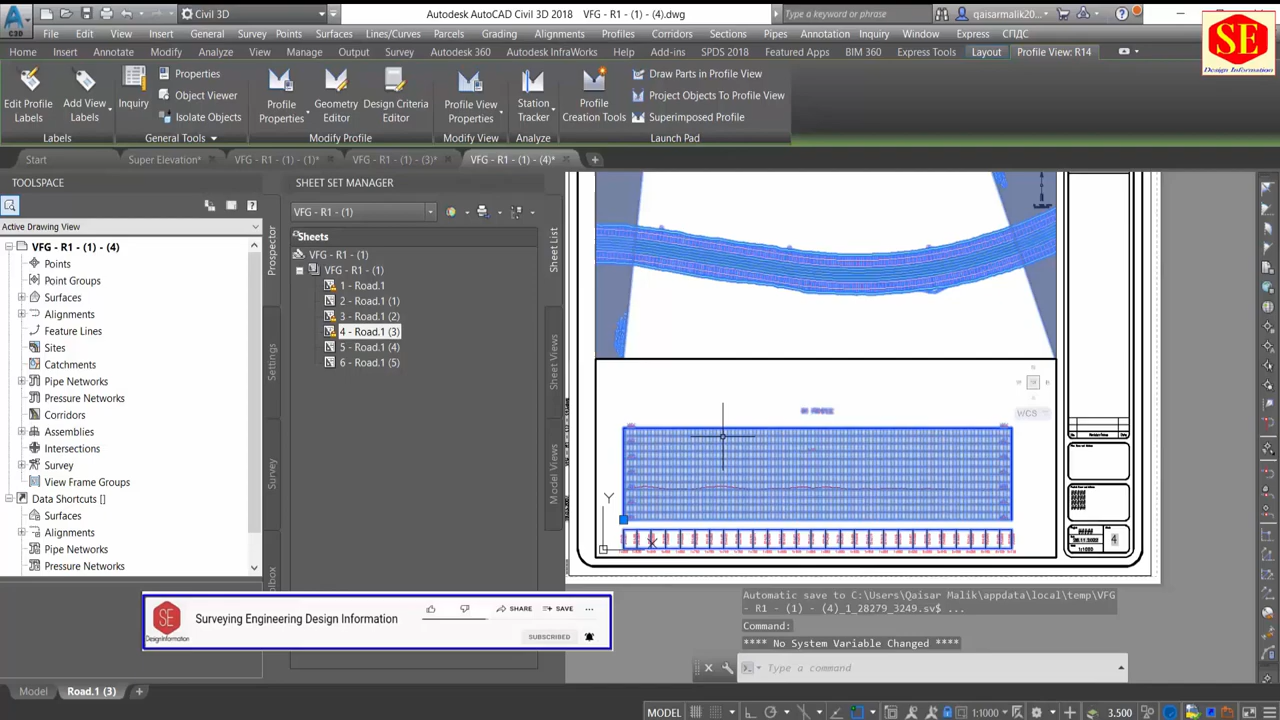 C3D
Civil 3D
Autodesk AutoCAD Civil 3D 2018 VFG - R1 - (1) - (4).dwg
Type a keyword or phrase
qaisarmalik20...
SE
Design Information
File Edit View Insert General Survey Points Surfaces Lines/Curves Parcels Grading Alignments Profiles Corridors Sections Pipes Annotation Inquiry Window Express СПДС
Home Insert Annotate Modify Analyze View Manage Output Survey Autodesk 360 Autodesk InfraWorks Help Add-ins SPDS 2018 Featured Apps BIM 360 Express Tools Layout Profile View: R14
Edit Profile Labels
Add View Labels
Labels
Inquiry
Properties
Object Viewer
Isolate Objects
General Tools
Profile Properties
Geometry Editor
Design Criteria Editor
Modify Profile
Profile View Properties
Modify View
Station Tracker
Analyze
Profile Creation Tools
Draw Parts in Profile View
Project Objects To Profile View
Superimposed Profile
Launch Pad
Start Super Elevation* VFG - R1 - (1) - (1)* VFG - R1 - (1) - (3)* VFG - R1 - (1) - (4)*
TOOLSPACE
Active Drawing View
VFG - R1 - (1) - (4)
Points
Point Groups
Surfaces
Alignments
Feature Lines
Sites
Catchments
Pipe Networks
Pressure Networks
Corridors
Assemblies
Intersections
Survey
View Frame Groups
Data Shortcuts []
Surfaces
Alignments
Pipe Networks
Pressure Networks
Prospector
Settings
Survey
Toolbox
SHEET SET MANAGER
VFG - R1 - (1)
Sheets
VFG - R1 - (1)
VFG - R1 - (1)
1 - Road.1
2 - Road.1 (1)
3 - Road.1 (2)
4 - Road.1 (3)
5 - Road.1 (4)
6 - Road.1 (5)
Sheet List
Sheet Views
Model Views
WCS
Y
X
1:1000
4
SE
Design Information
Surveying Engineering Design Information
SHARE SAVE
SUBSCRIBED
Automatic save to C:\Users\Qaisar Malik\appdata\local\temp\VFG
- R1 - (1) - (4)_1_28279_3249.sv$ ...
Command:
**** No System Variable Changed ****
Type a command
Model Road.1 (3)
MODEL 1:1000 3.500